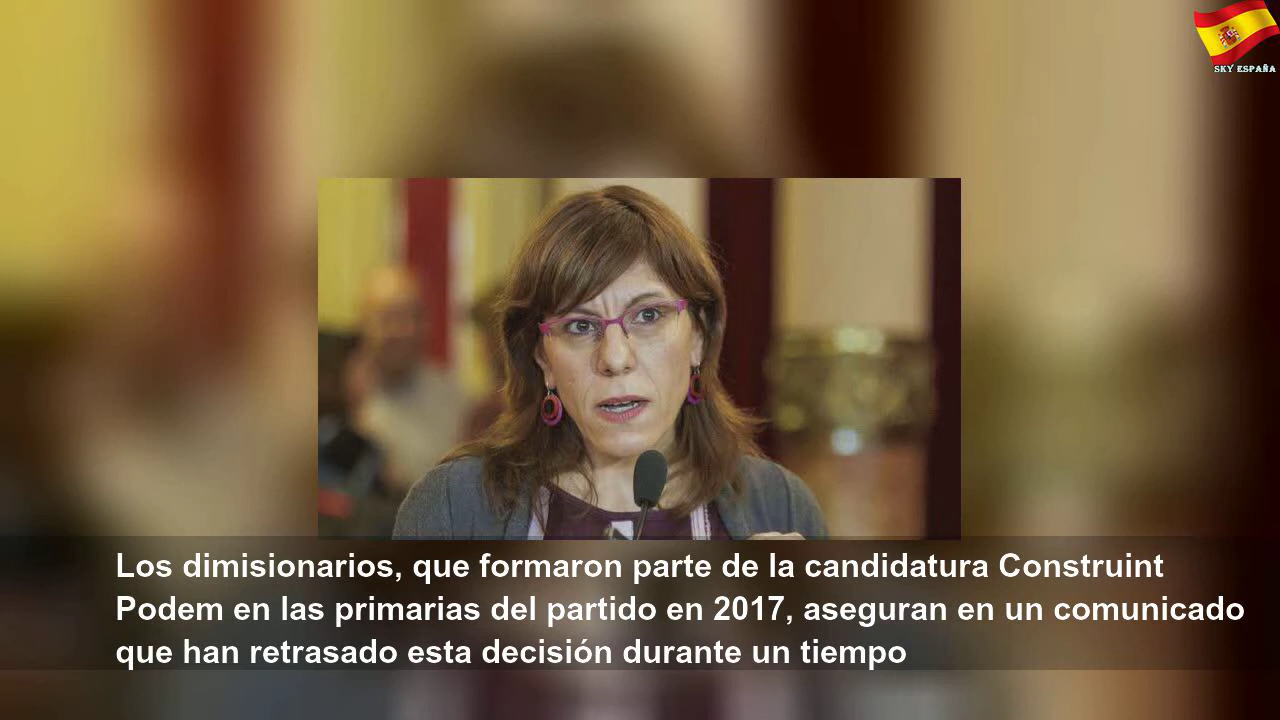 SKY ESPAÑA
Los dimisionarios, que formaron parte de la candidatura Construint
Podem en las primarias del partido en 2017, aseguran en un comunicado
que han retrasado esta decisión durante un tiempo